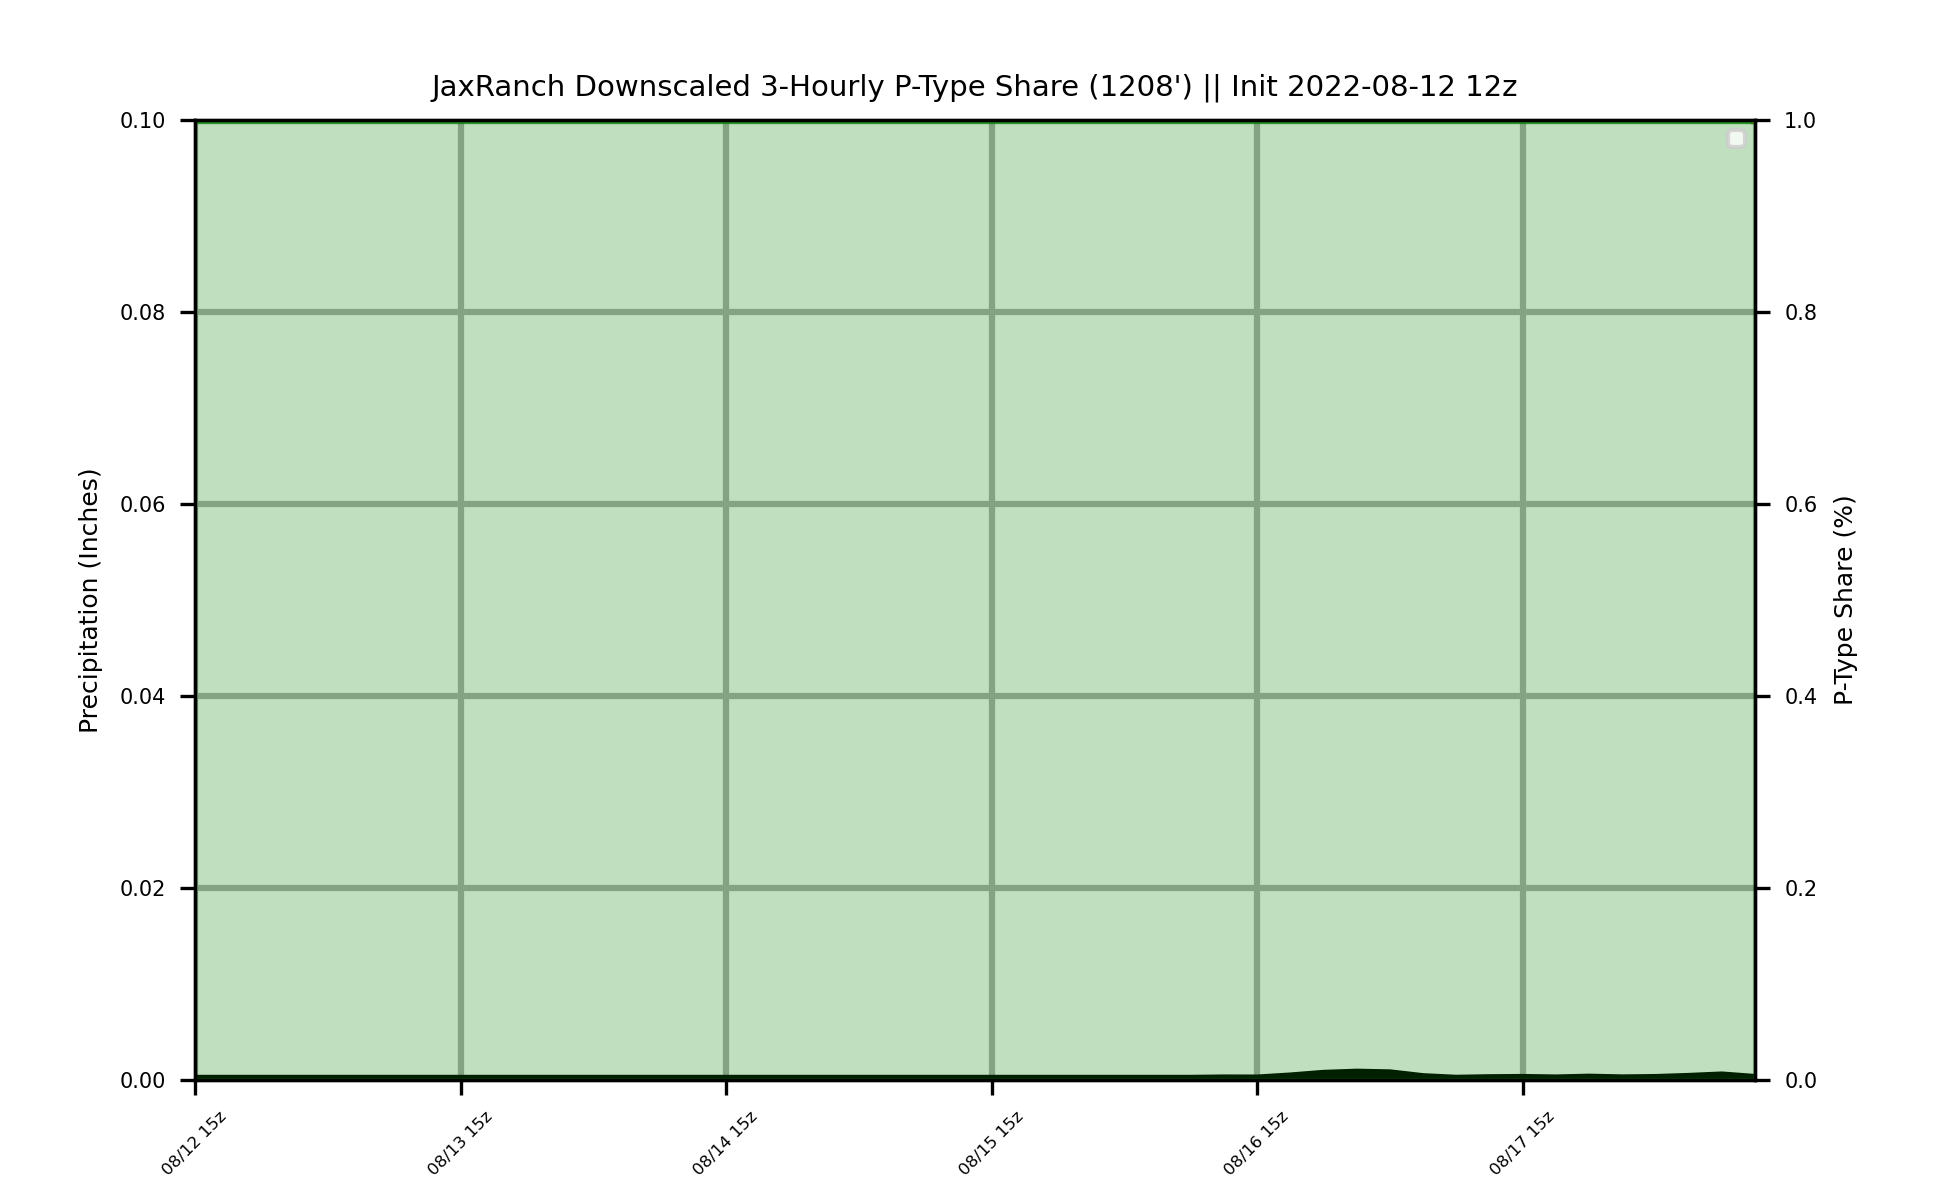 JaxRanch Downscaled 3-Hourly P-Type Share (1208') || Init 2022-08-12 12z
Precipitation (Inches)
0.10
0.08
0.06
0.04
0.02
0.00
1.0
0.8
0.6
0.4
0.2
0.0
P-Type Share (%)
08/12 15z
08/13 15z
08/14 15z
08/15 15z
08/16 15z
08/17 15z